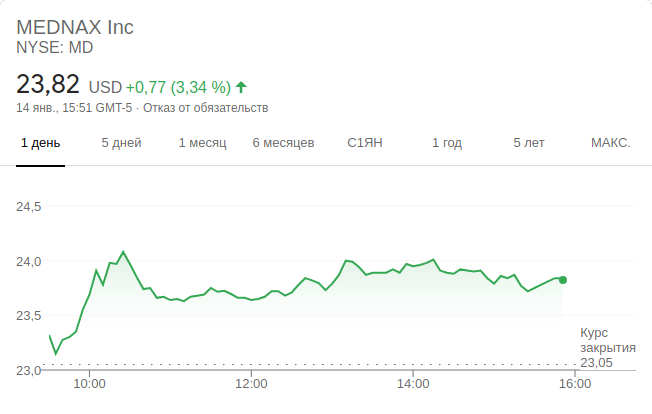 MEDNAX Inc
NYSE: MD
23,82 USD +0,77 (3,34 %)
14 янв., 15:51 GMT-5 · Отказ от обязательств
1 день 5 дней 1 месяц 6 месяцев С1ЯН 1 год 5 лет МАКС.
24,5
24,0
23,5
Курс
закрытия
23,05
23,0
10:00 12:00 14:00 16:00